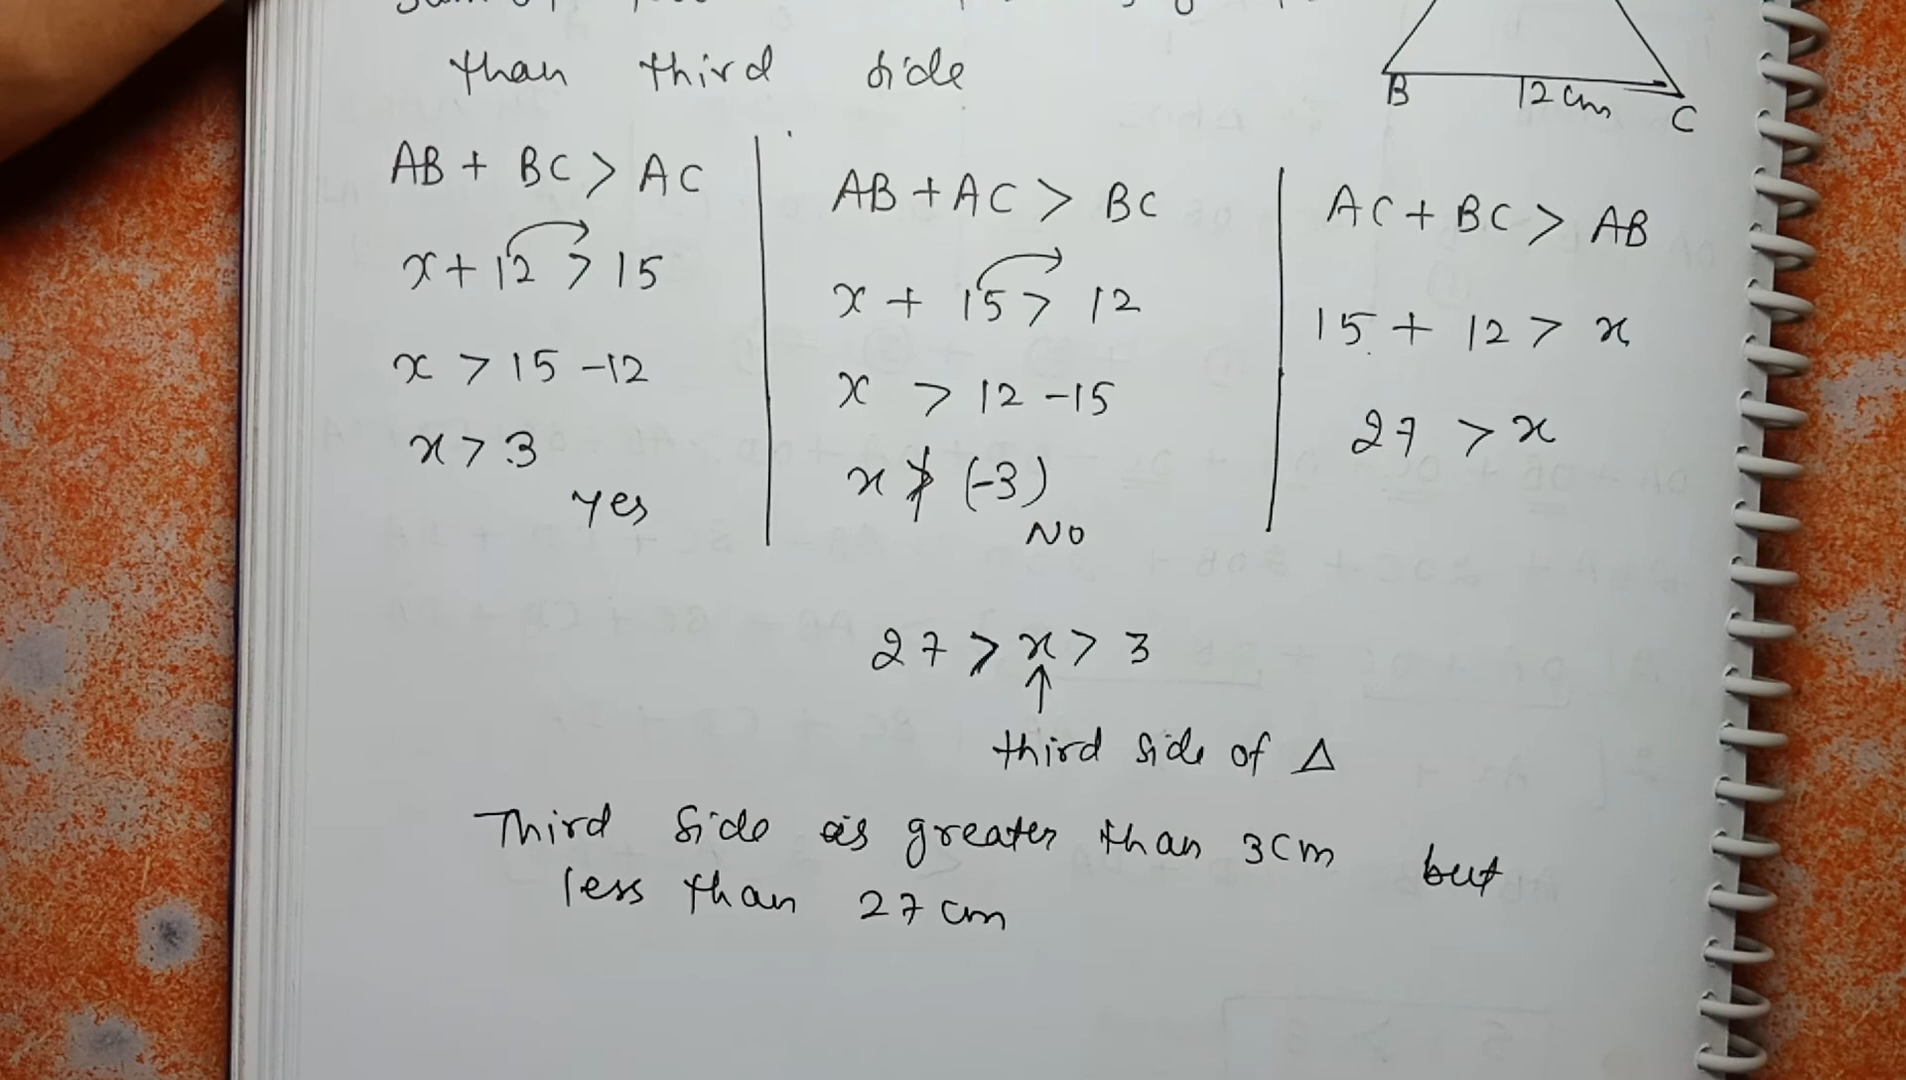 than third side
B 12 cm C
AB + BC > AC
x + 12 > 15
x > 15 - 12
x > 3
yes
AB + AC > BC
x + 15 > 12
x > 12 - 15
x ≯ (-3)
NO
AC + BC > AB
15 + 12 > x
27 > x
27 > x > 3
↑
third side of Δ
Third side is greater than 3cm but
less than 27 cm